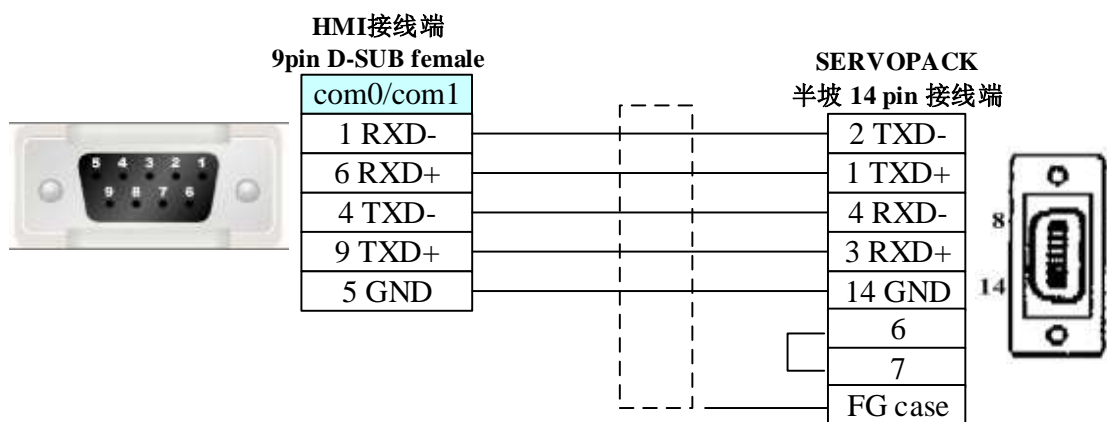 HMI接线端
9pin D-SUB female
com0/com1
1 RXD-
6 RXD+
4 TXD-
9 TXD+
5 GND
5 4 3 2 1
9 8 7 6
SERVOPACK
半坡 14 pin 接线端
2 TXD-
1 TXD+
4 RXD-
3 RXD+
14 GND
6
7
FG case
8
14